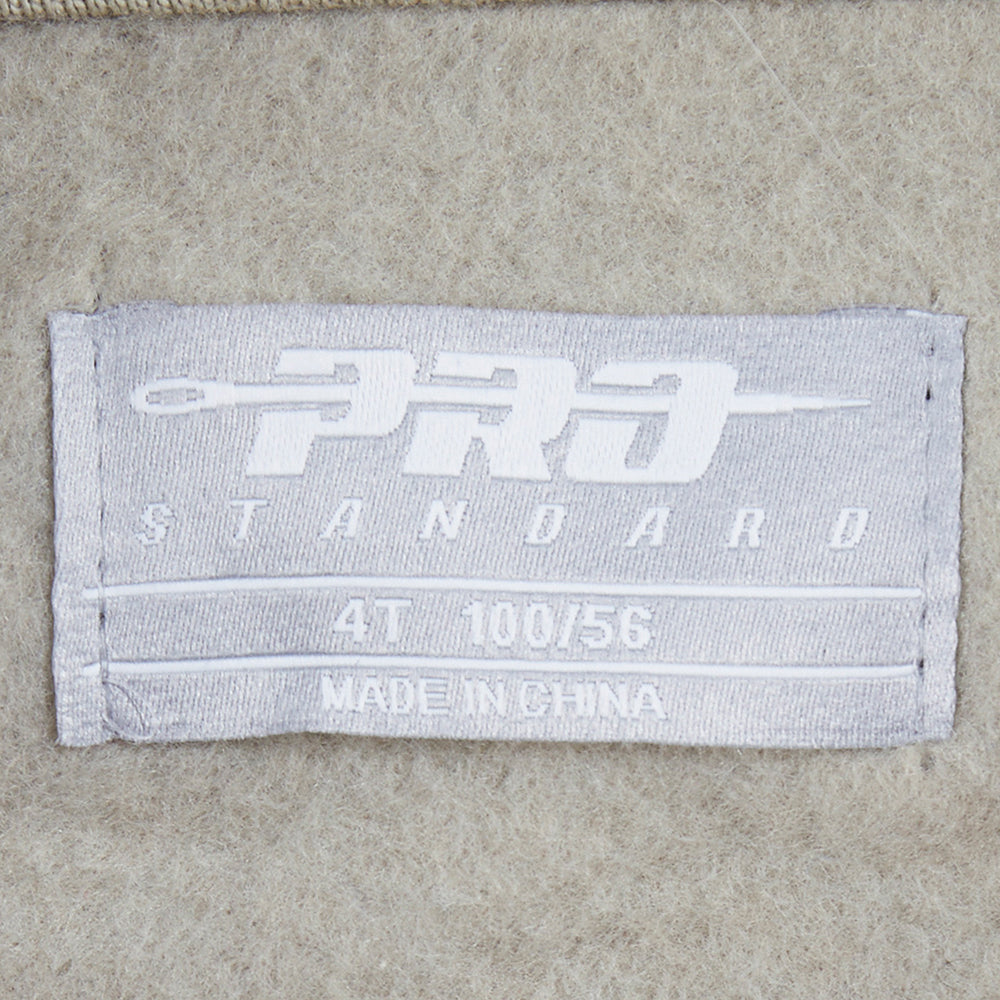 PRO
STANDARD
4T 100/56
MADE IN CHINA